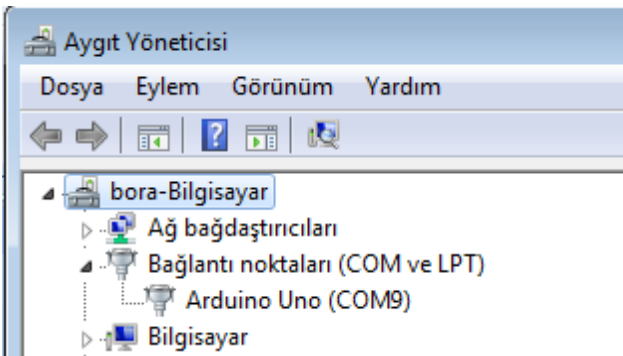 Aygıt Yöneticisi
Dosya Eylem Görünüm Yardım
bora-Bilgisayar
Ağ bağdaştırıcıları
Bağlantı noktaları (COM ve LPT)
Arduino Uno (COM9)
Bilgisayar